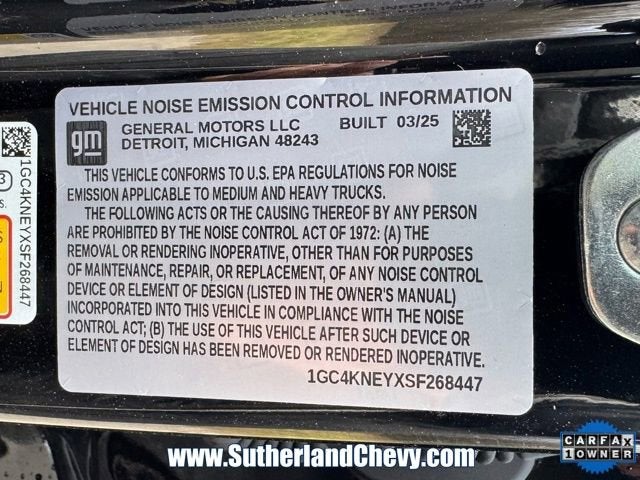 VEHICLE NOISE EMISSION CONTROL INFORMATION
gm
GENERAL MOTORS LLC BUILT 03/25
DETROIT, MICHIGAN 48243
THIS VEHICLE CONFORMS TO U.S. EPA REGULATIONS FOR NOISE
EMISSION APPLICABLE TO MEDIUM AND HEAVY TRUCKS.
THE FOLLOWING ACTS OR THE CAUSING THEREOF BY ANY PERSON
ARE PROHIBITED BY THE NOISE CONTROL ACT OF 1972: (A) THE
REMOVAL OR RENDERING INOPERATIVE, OTHER THAN FOR PURPOSES
OF MAINTENANCE, REPAIR, OR REPLACEMENT, OF ANY NOISE CONTROL
DEVICE OR ELEMENT OF DESIGN (LISTED IN THE OWNER'S MANUAL)
INCORPORATED INTO THIS VEHICLE IN COMPLIANCE WITH THE NOISE
CONTROL ACT; (B) THE USE OF THIS VEHICLE AFTER SUCH DEVICE OR
ELEMENT OF DESIGN HAS BEEN REMOVED OR RENDERED INOPERATIVE.
1GC4KNEYXSF268447
1GC4KNEYXSF268447
www.SutherlandChevy.com
CARFAX
1 OWNER